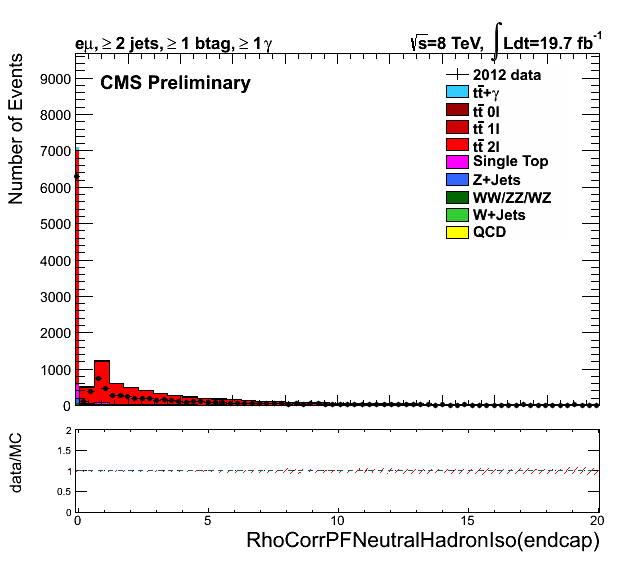 eμ, ≥ 2 jets, ≥ 1 btag, ≥ 1γ
√s=8 TeV, ∫Ldt=19.7 fb⁻¹
CMS Preliminary
Number of Events
9000
8000
7000
6000
5000
4000
3000
2000
1000
0
2012 data
tt̄+γ
tt̄ 0l
tt̄ 1l
tt̄ 2l
Single Top
Z+Jets
WW/ZZ/WZ
W+Jets
QCD
data/MC
2
1.5
1
0.5
0
0 5 10 15 20
RhoCorrPFNeutralHadronIso(endcap)